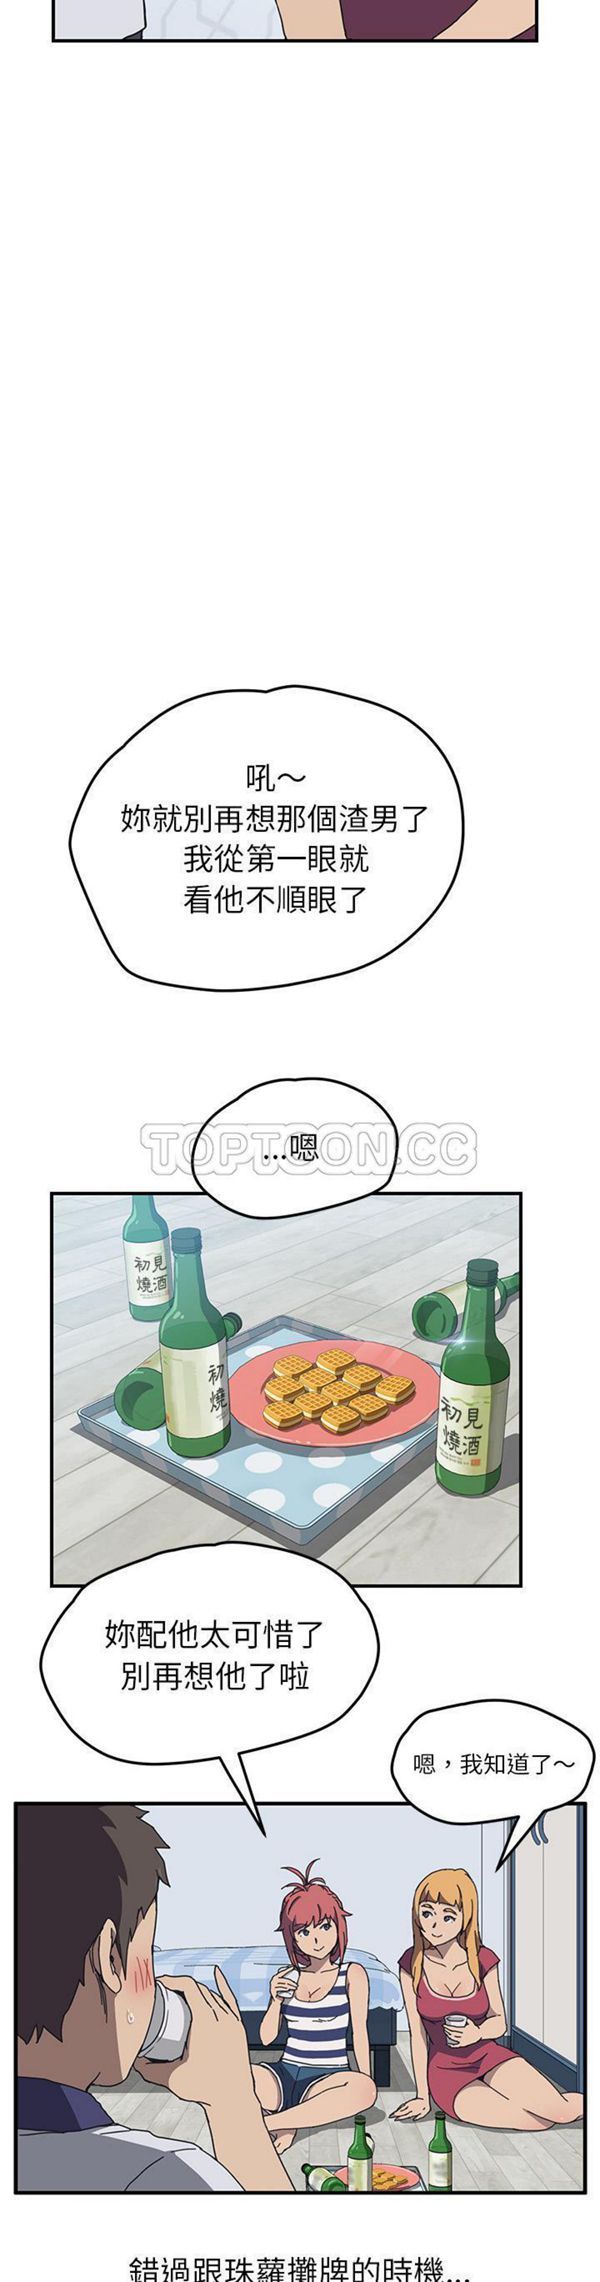 吼～
妳就別再想那個渣男了
我從第一眼就
看他不順眼了
...嗯
TOPTOON.CC
初見
燒酒
初
燒
初見
燒酒
妳配他太可惜了
別再想他了啦
嗯，我知道了～
錯過跟珠蘿攤牌的時機...